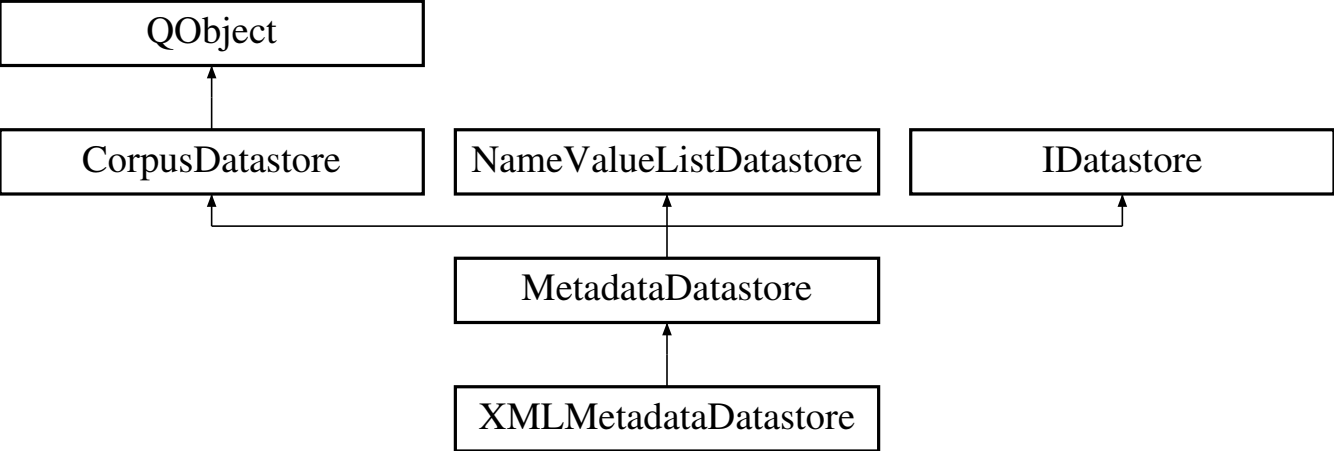 QObject
CorpusDatastore
NameValueListDatastore
IDatastore
MetadataDatastore
XMLMetadataDatastore